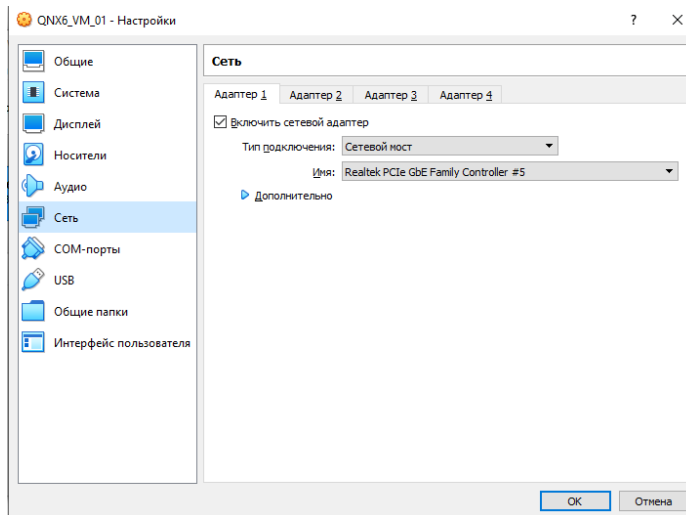 QNX6_VM_01 - Настройки
?
Общие
Система
Дисплей
Носители
Аудио
Сеть
COM-порты
USB
Общие папки
Интерфейс пользователя
Сеть
Адаптер 1 Адаптер 2 Адаптер 3 Адаптер 4
Включить сетевой адаптер
Тип подключения: Сетевой мост
Имя: Realtek PCIe GbE Family Controller #5
Дополнительно
OK Отмена